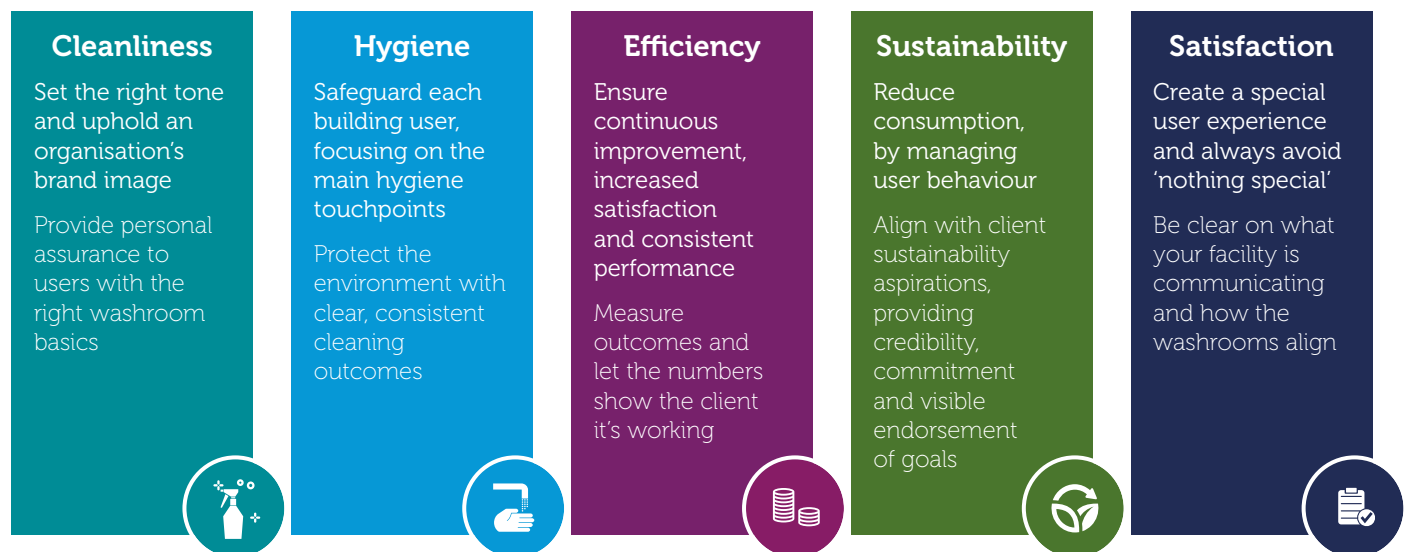 Cleanliness
Set the right tone
and uphold an
organisation's
brand image
Provide personal
assurance to
users with the
right washroom
basics
Hygiene
Safeguard each
building user,
focusing on the
main hygiene
touchpoints
Protect the
environment with
clear, consistent
cleaning
outcomes
Efficiency
Ensure
continuous
improvement,
increased
satisfaction
and consistent
performance
Measure
outcomes and
let the numbers
show the client
it's working
Sustainability
Reduce
consumption,
by managing
user behaviour
Align with client
sustainability
aspirations,
providing
credibility,
commitment
and visible
endorsement
of goals
Satisfaction
Create a special
user experience
and always avoid
'nothing special'
Be clear on what
your facility is
communicating
and how the
washrooms align